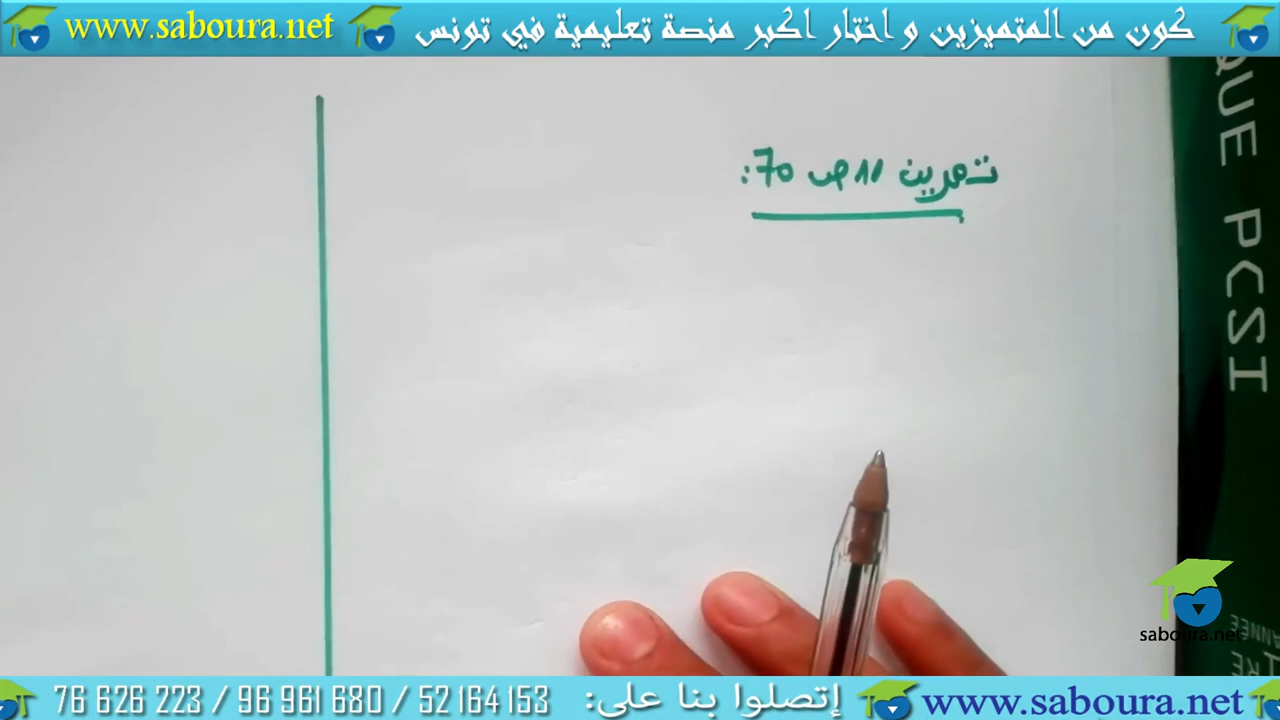 www.saboura.net كون من المتميزين و اختار اكبر منصة تعليمية في تونس
تمرين 11 ص 70:
QUE PCSI
saboura.net
ANNEE
76 626 223 / 96 961 680 / 52 164 153 إتصلوا بنا على: www.saboura.net